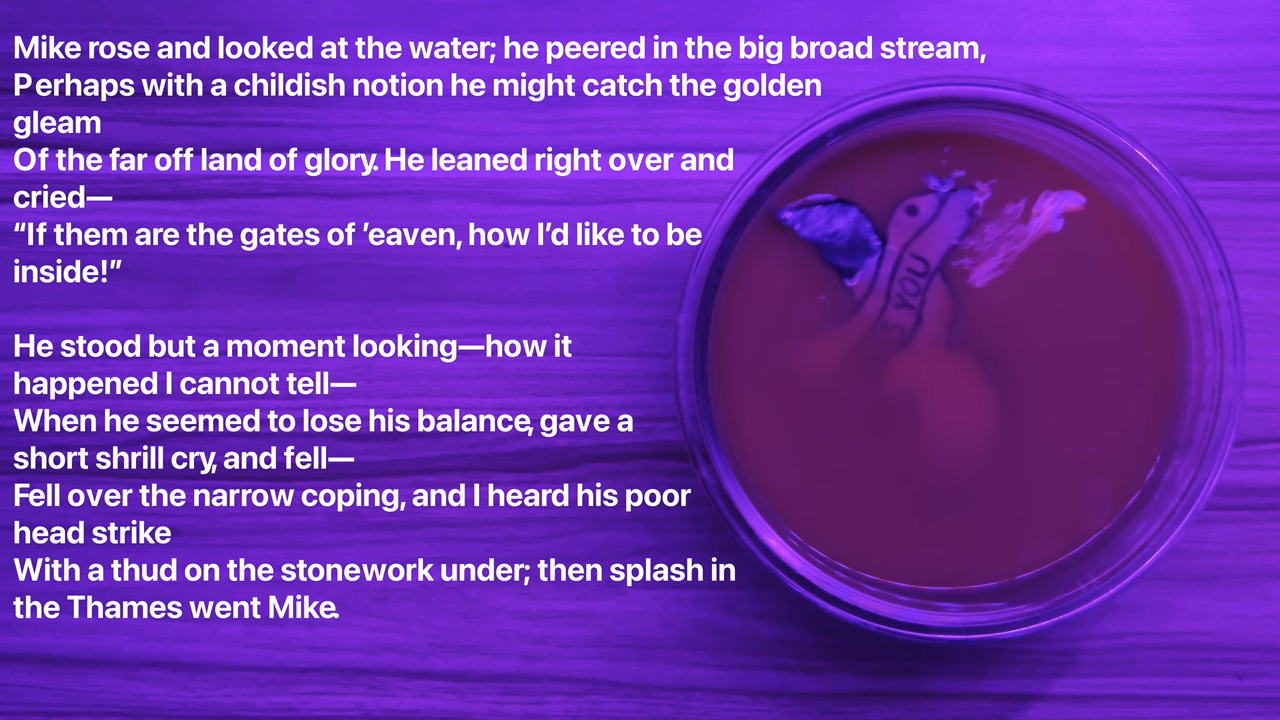 Mike rose and looked at the water; he peered in the big broad stream,
Perhaps with a childish notion he might catch the golden
gleam
Of the far off land of glory. He leaned right over and
cried—
“If them are the gates of ’eaven, how I’d like to be
inside!”
He stood but a moment looking—how it
happened I cannot tell—
When he seemed to lose his balance, gave a
short shrill cry, and fell—
Fell over the narrow coping, and I heard his poor
head strike
With a thud on the stonework under; then splash in
the Thames went Mike.
S YOU